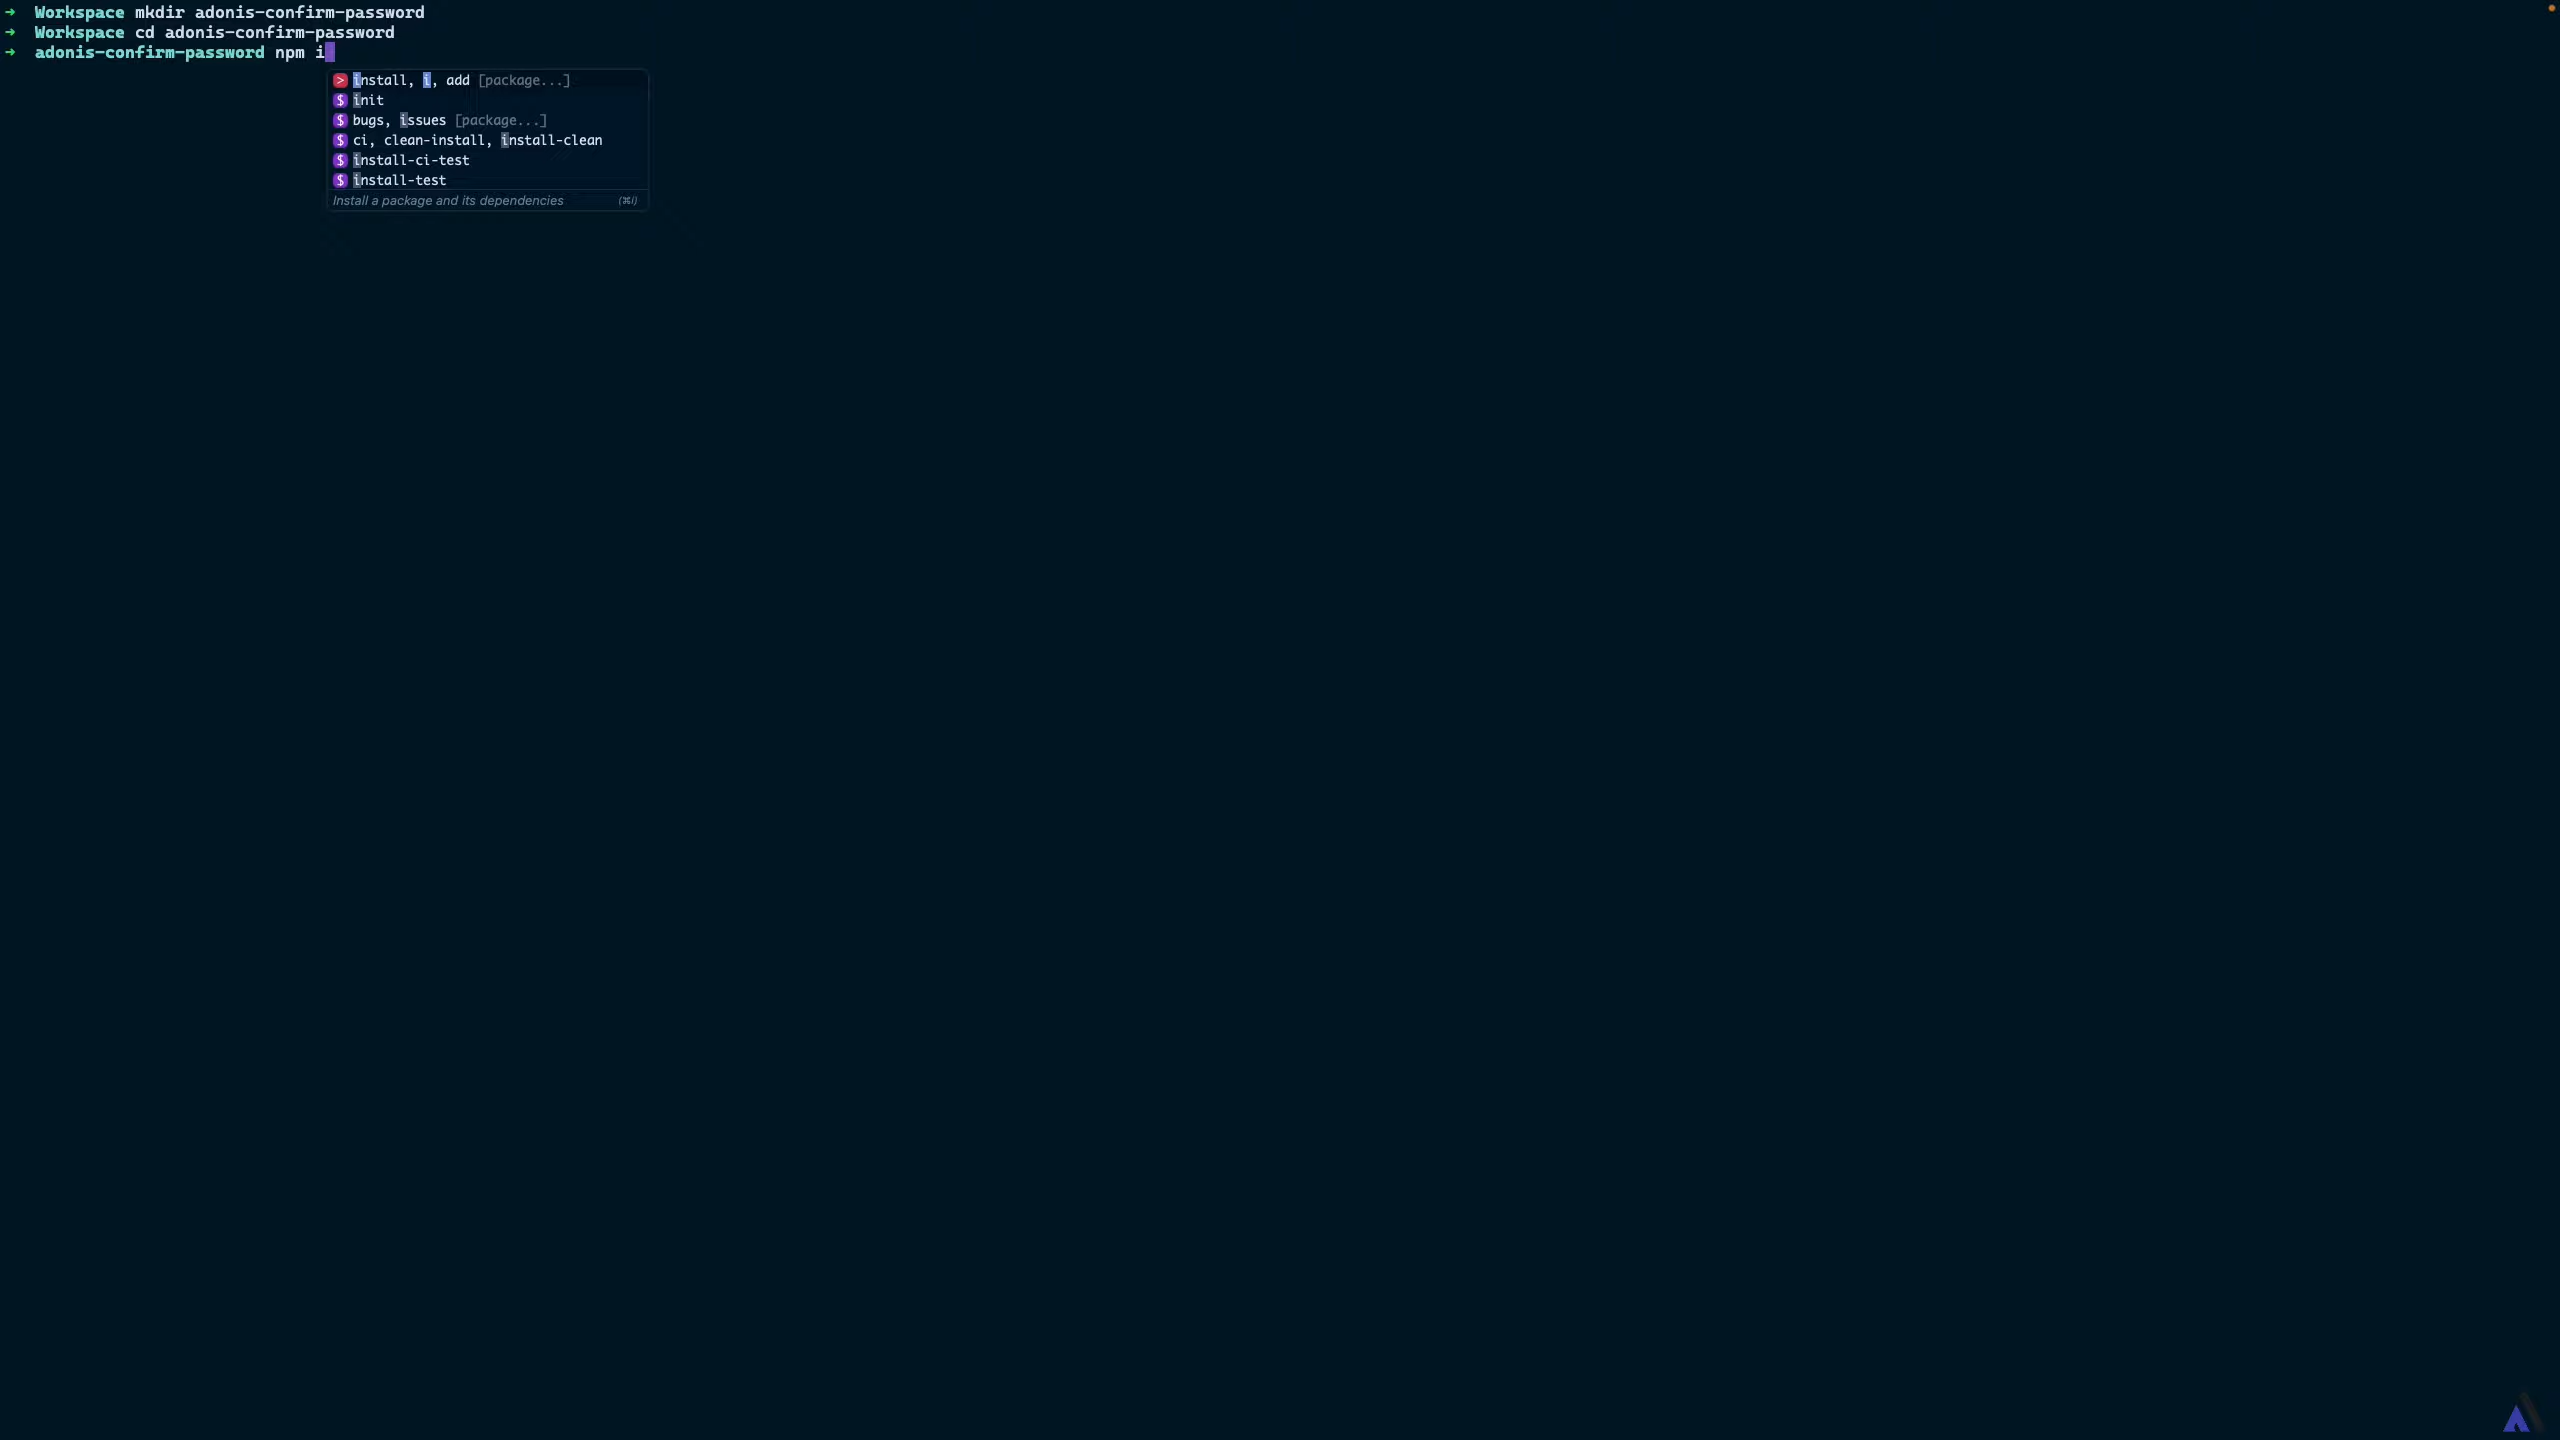 ➜ Workspace mkdir adonis-confirm-password
➜ Workspace cd adonis-confirm-password
➜ adonis-confirm-password npm i
> install, i, add [package...]
$ init
$ bugs, issues [package...]
$ ci, clean-install, install-clean
$ install-ci-test
$ install-test
Install a package and its dependencies (⌘i)